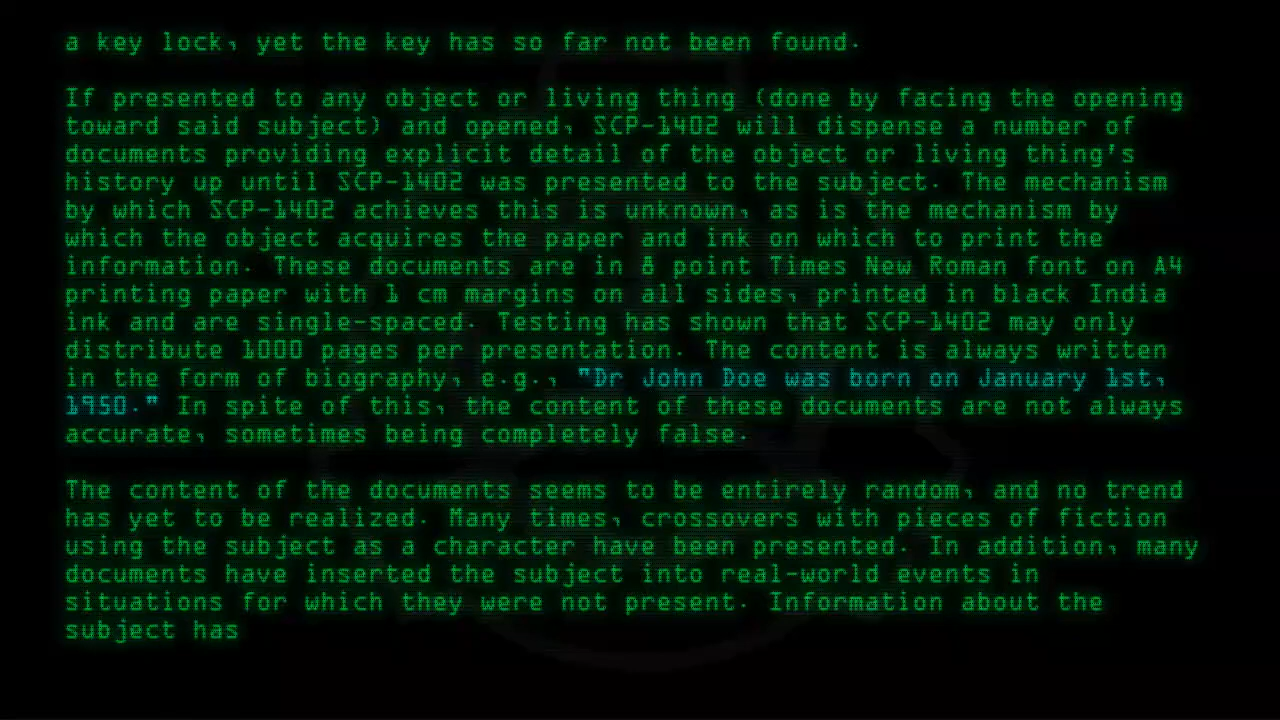 a key lock, yet the key has so far not been found.
If presented to any object or living thing (done by facing the opening
toward said subject) and opened, SCP-1402 will dispense a number of
documents providing explicit detail of the object or living thing's
history up until SCP-1402 was presented to the subject. The mechanism
by which SCP-1402 achieves this is unknown, as is the mechanism by
which the object acquires the paper and ink on which to print the
information. These documents are in 8 point Times New Roman font on A4
printing paper with 1 cm margins on all sides, printed in black India
ink and are single-spaced. Testing has shown that SCP-1402 may only
distribute 1000 pages per presentation. The content is always written
in the form of biography, e.g., "Dr John Doe was born on January 1st,
1950." In spite of this, the content of these documents are not always
accurate, sometimes being completely false.
The content of the documents seems to be entirely random, and no trend
has yet to be realized. Many times, crossovers with pieces of fiction
using the subject as a character have been presented. In addition, many
documents have inserted the subject into real-world events in
situations for which they were not present. Information about the
subject has